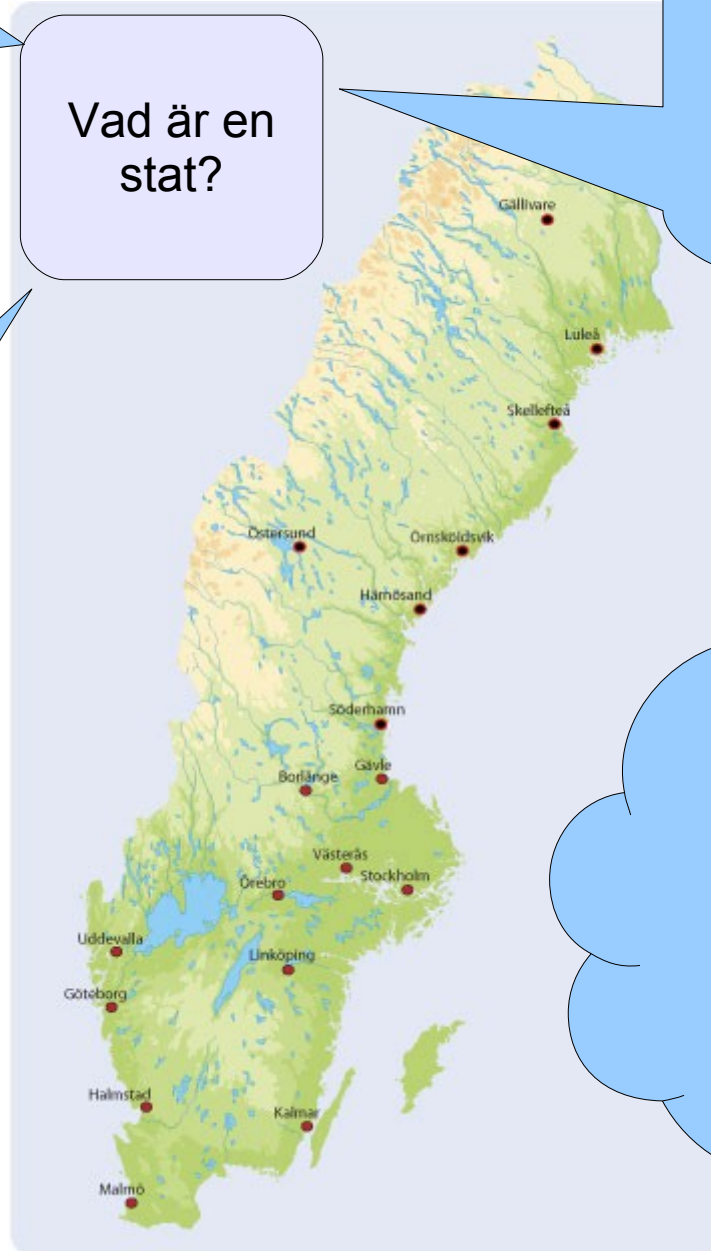 Vad är en
stat?
Gällivare
Luleå
Skellefteå
Östersund
Örnsköldsvik
Härnösand
Söderhamn
Gävle
Borlänge
Västerås
Stockholm
Örebro
Uddevalla
Linköping
Göteborg
Halmstad
Kalmar
Malmö